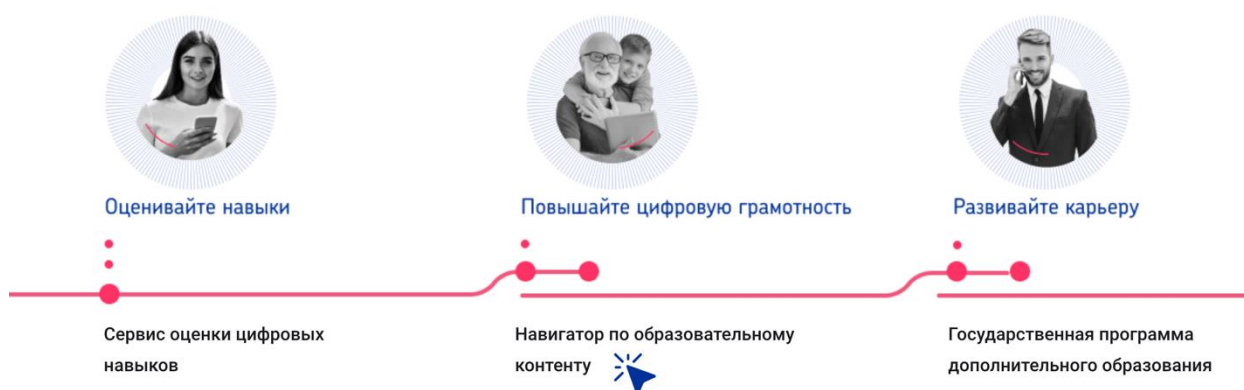 Оценивайте навыки
Повышайте цифровую грамотность
Развивайте карьеру
Сервис оценки цифровых
навыков
Навигатор по образовательному
контенту
Государственная программа
дополнительного образования